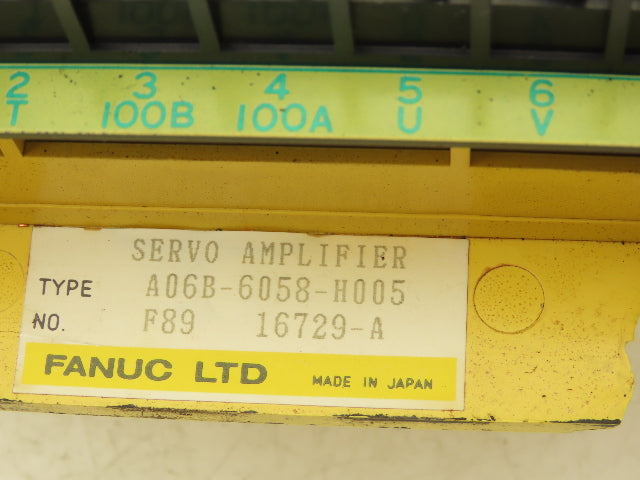 2 3 4 5 6
T 100B 100A U V
SERVO AMPLIFIER
TYPE A06B-6058-H005
NO. F89 16729-A
FANUC LTD MADE IN JAPAN